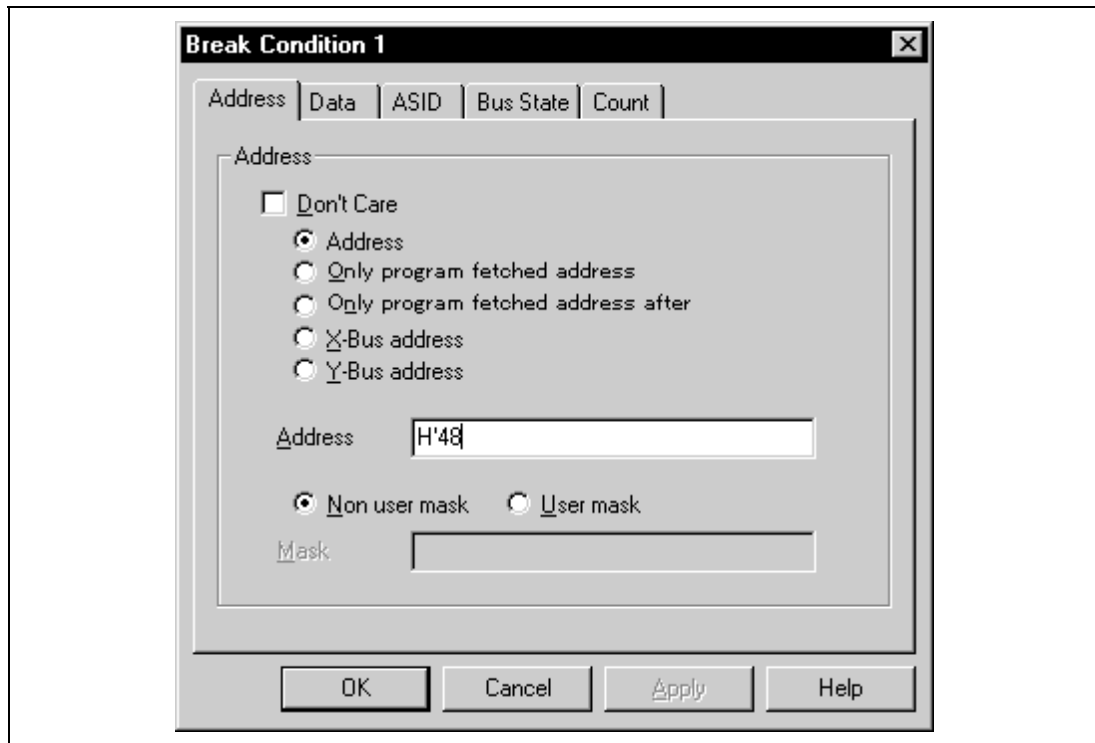 Break Condition 1
Address Data ASID Bus State Count
Address
Don't Care
Address
Only program fetched address
Only program fetched address after
X-Bus address
Y-Bus address
Address H'48
Non user mask User mask
Mask
OK Cancel Apply Help